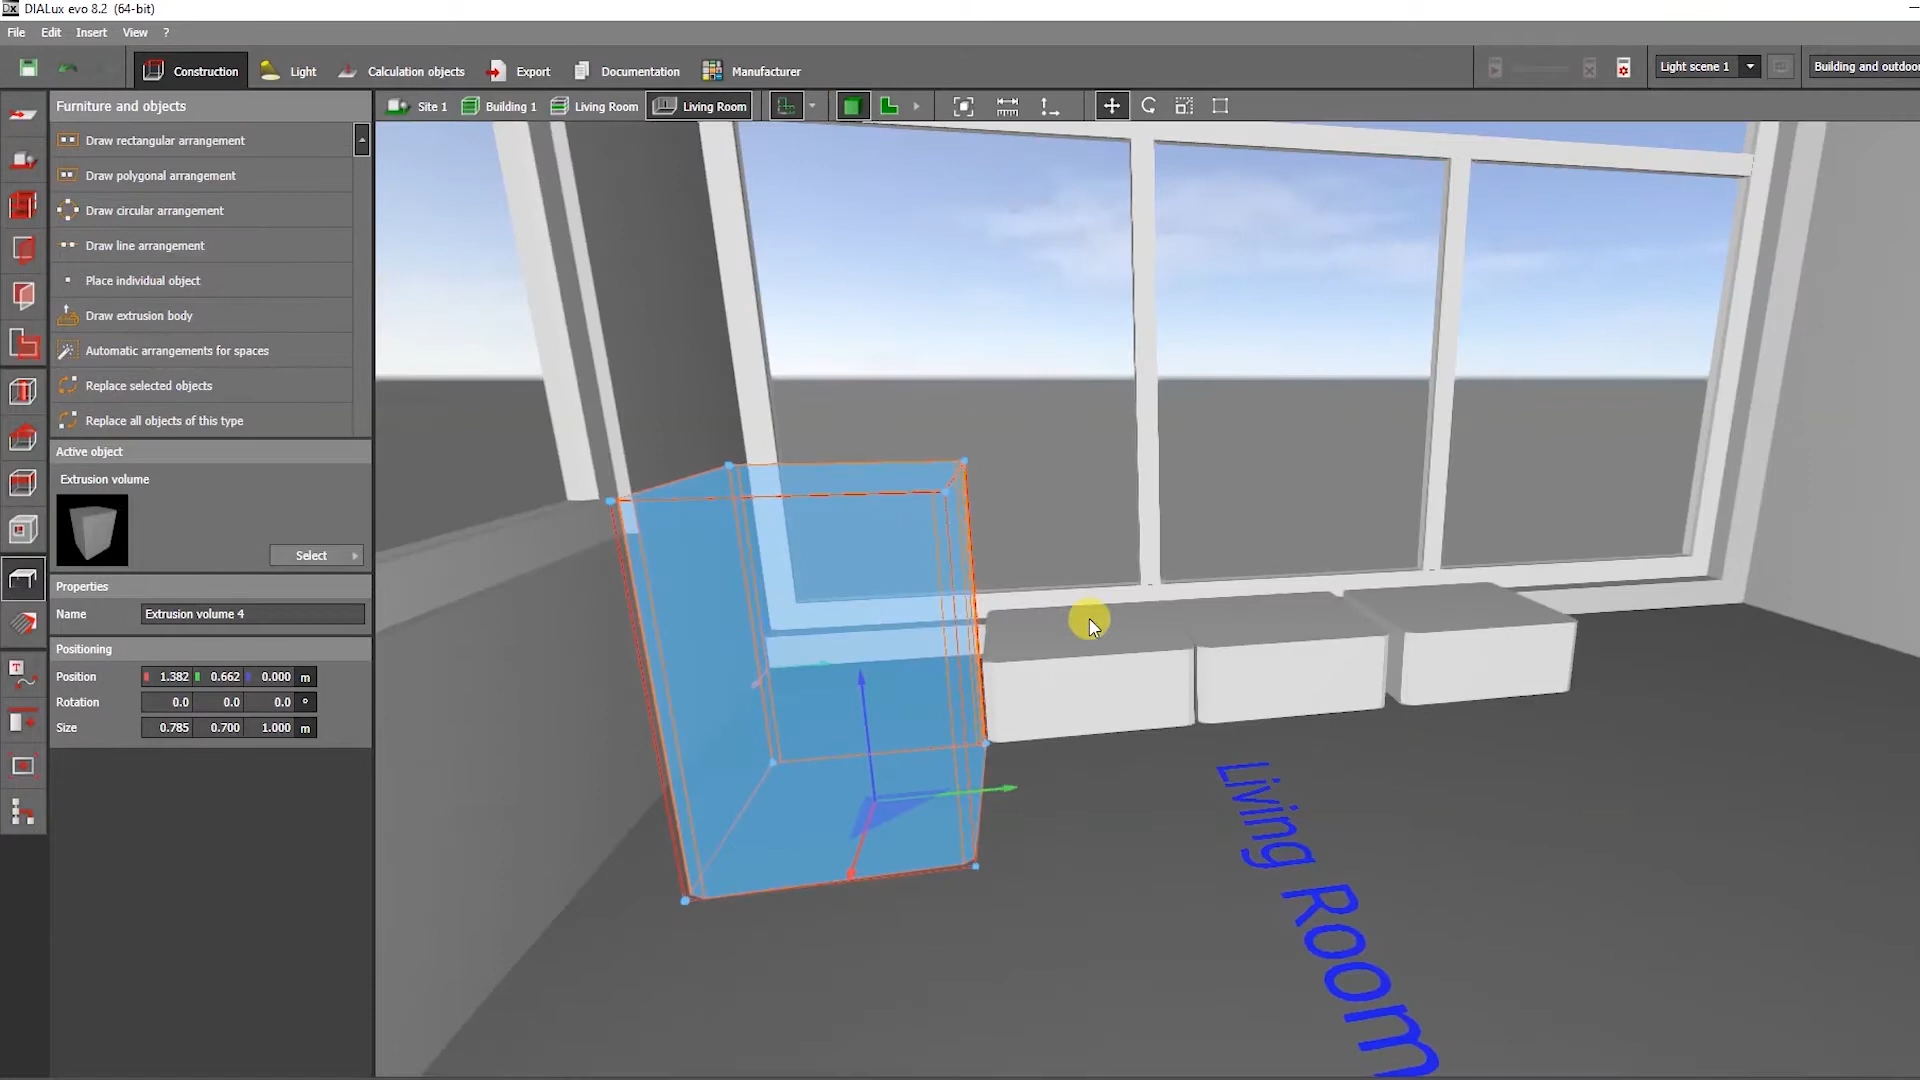 DIALux evo 8.2 (64-bit)
File Edit Insert View ?
Construction Light Calculation objects Export Documentation Manufacturer Light scene 1 Building and outdoor
Furniture and objects Site 1 Building 1 Living Room Living Room
Draw rectangular arrangement
Draw polygonal arrangement
Draw circular arrangement
Draw line arrangement
Place individual object
Draw extrusion body
Automatic arrangements for spaces
Replace selected objects
Replace all objects of this type
Active object
Extrusion volume
Select
Properties
Name Extrusion volume 4
Positioning
Position 1.382 0.662 0.000 m
Rotation 0.0 0.0 0.0 °
Size 0.785 0.700 1.000 m
Living Room